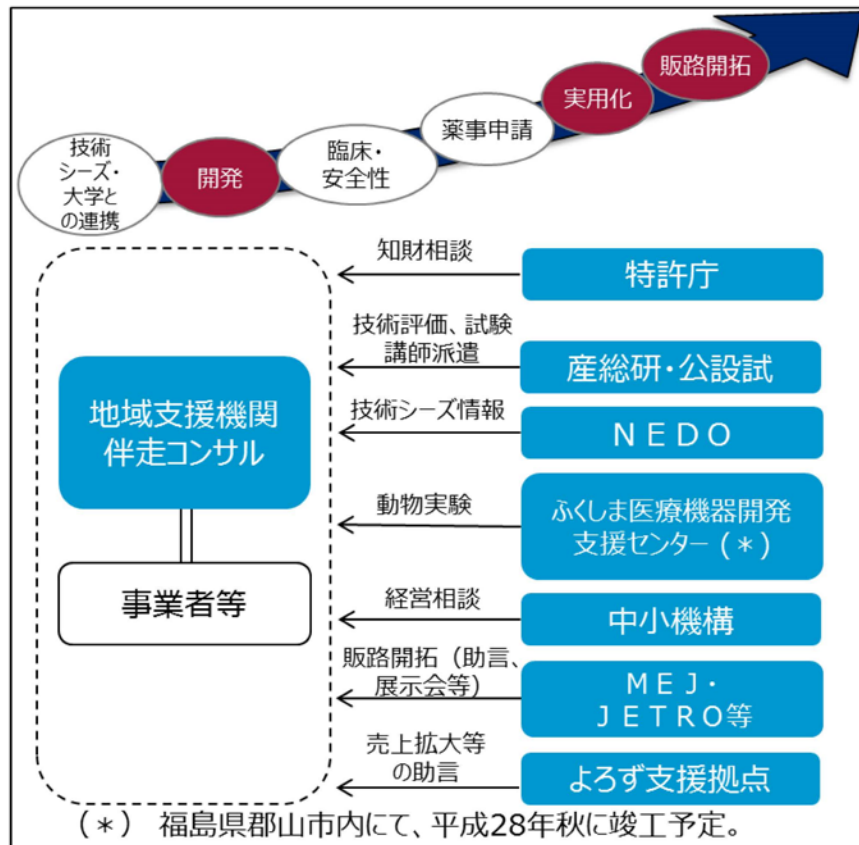 技術
シーズ・
大学と
の連携
開発
臨床・
安全性
薬事申請
実用化
販路開拓
知財相談
特許庁
技術評価、試験
講師派遣
産総研・公設試
地域支援機関
伴走コンサル
技術シーズ情報
ＮＥＤＯ
動物実験
ふくしま医療機器開発
支援センター（＊）
事業者等
経営相談
中小機構
販路開拓（助言、
展示会等）
ＭＥＪ・
ＪＥＴＲＯ等
売上拡大等
の助言
よろず支援拠点
（＊）　福島県郡山市内にて、平成28年秋に竣工予定。